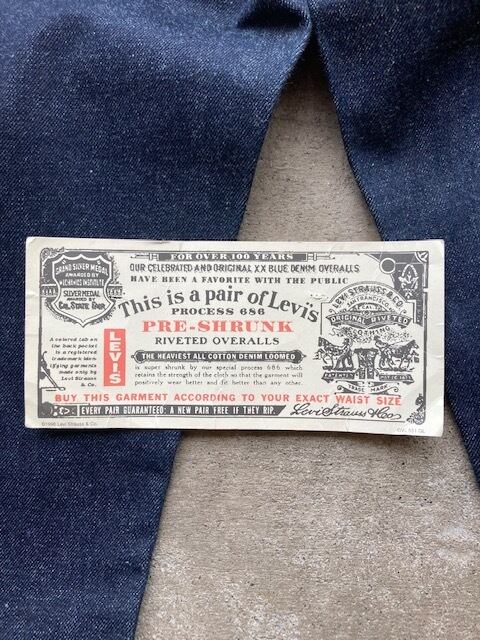 FOR OVER 100 YEARS
OUR CELEBRATED AND ORIGINAL XX BLUE DENIM OVERALLS
HAVE BEEN A FAVORITE WITH THE PUBLIC
This is a pair of Levis
PROCESS 686
PRE-SHRUNK
RIVETED OVERALLS
THE HEAVIEST ALL COTTON DENIM LOOMED
is super shrunk by our special process 686 which
retains the strength of the cloth so that the garment will
positively wear better and fit better than any other.
GRAND SILVER MEDAL
AWARDED BY
MECHANICS INSTITUTE
SILVER MEDAL
AWARDED BY
CAL. STATE FAIR
A colored tab on
the back pocket
is a registered
trademark iden-
tifying garments
made only by
Levi Strauss
& Co.
LEVI'S
LEVI STRAUSS & CO
SAN FRANCISCO, CAL.
ORIGINAL RIVETED
CLOTHING
TRADE MARK
BUY THIS GARMENT ACCORDING TO YOUR EXACT WAIST SIZE
EVERY PAIR GUARANTEED: A NEW PAIR FREE IF THEY RIP.
Levi Strauss & Co
Levi Strauss & Co.